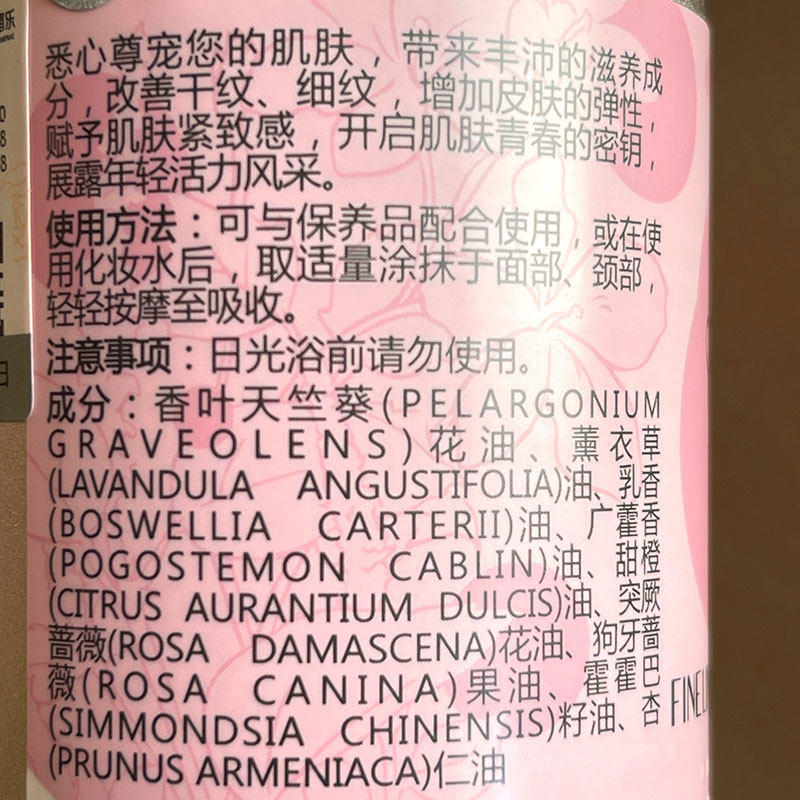 悉心尊宠您的肌肤，带来丰沛的滋养成
分，改善干纹、细纹，增加皮肤的弹性，
赋予肌肤紧致感，开启肌肤青春的密钥，
展露年轻活力风采。
使用方法：可与保养品配合使用，或在使
用化妆水后，取适量涂抹于面部、颈部，
轻轻按摩至吸收。
注意事项：日光浴前请勿使用。
成分：香叶天竺葵(PELARGONIUM
GRAVEOLENS)花油、薰衣草
(LAVANDULA ANGUSTIFOLIA)油、乳香
(BOSWELLIA CARTERII)油、广藿香
(POGOSTEMON CABLIN)油、甜橙
(CITRUS AURANTIUM DULCIS)油、突厥
蔷薇(ROSA DAMASCENA)花油、狗牙蔷
薇(ROSA CANINA)果油、霍霍巴
(SIMMONDSIA CHINENSIS)籽油、杏
(PRUNUS ARMENIACA)仁油